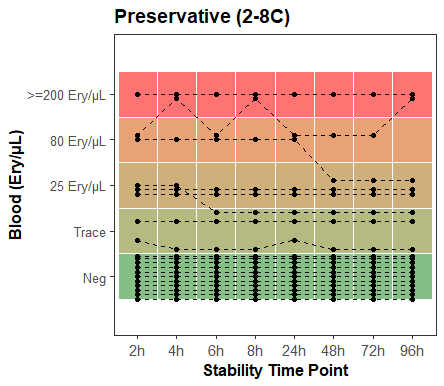 Preservative (2-8C)
Blood (Ery/µL)
>=200 Ery/µL
80 Ery/µL
25 Ery/µL
Trace
Neg
2h 4h 6h 8h 24h 48h 72h 96h
Stability Time Point